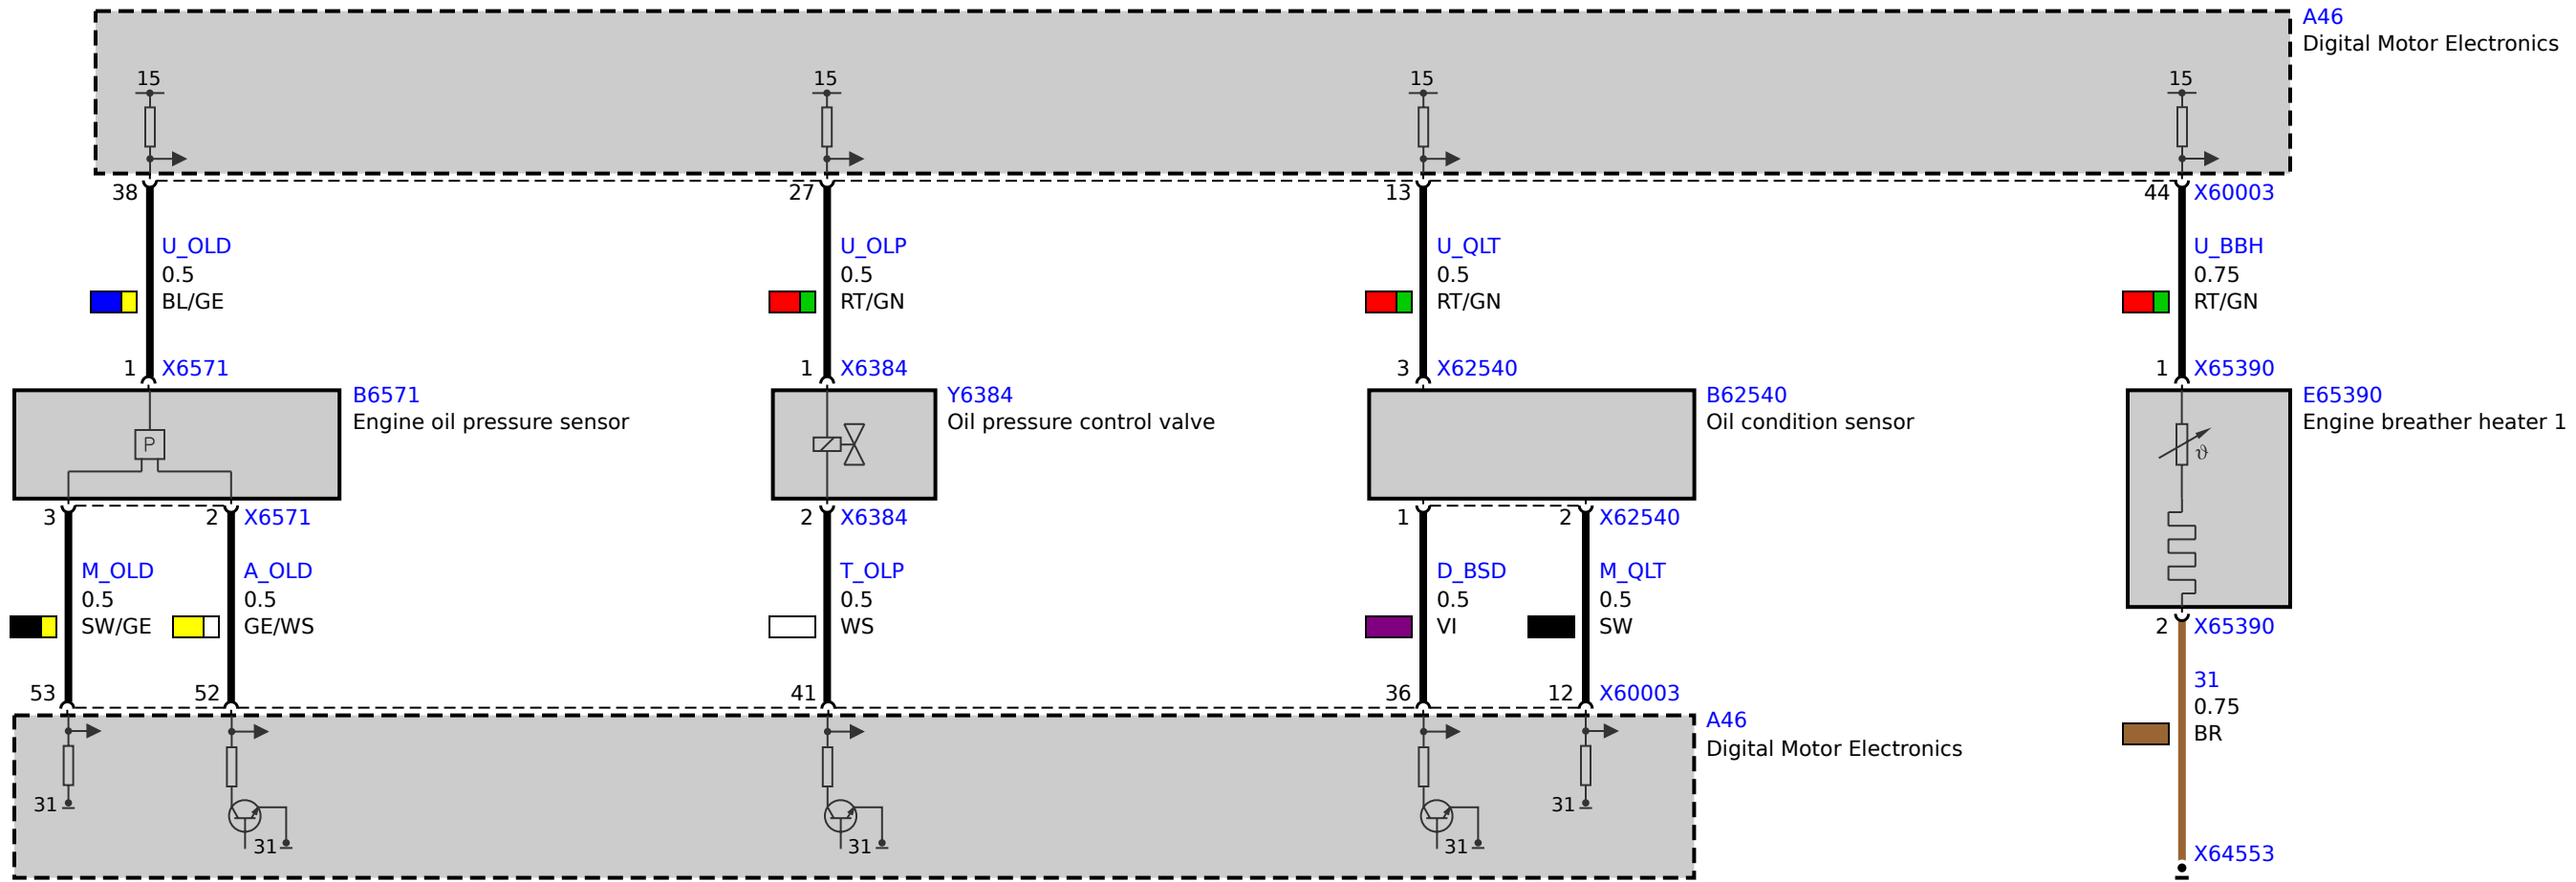 A46
Digital Motor Electronics
15
15
15
15
38
27
13
44
X60003
U_OLD
0.5
BL/GE
U_OLP
0.5
RT/GN
U_QLT
0.5
RT/GN
U_BBH
0.75
RT/GN
1
X6571
1
X6384
3
X62540
1
X65390
B6571
Engine oil pressure sensor
P
Y6384
Oil pressure control valve
B62540
Oil condition sensor
E65390
Engine breather heater 1
ϑ
3
2
X6571
2
X6384
1
2
X62540
2
X65390
M_OLD
0.5
SW/GE
A_OLD
0.5
GE/WS
T_OLP
0.5
WS
D_BSD
0.5
VI
M_QLT
0.5
SW
31
0.75
BR
53
52
41
36
12
X60003
A46
Digital Motor Electronics
31
31
31
31
31
X64553